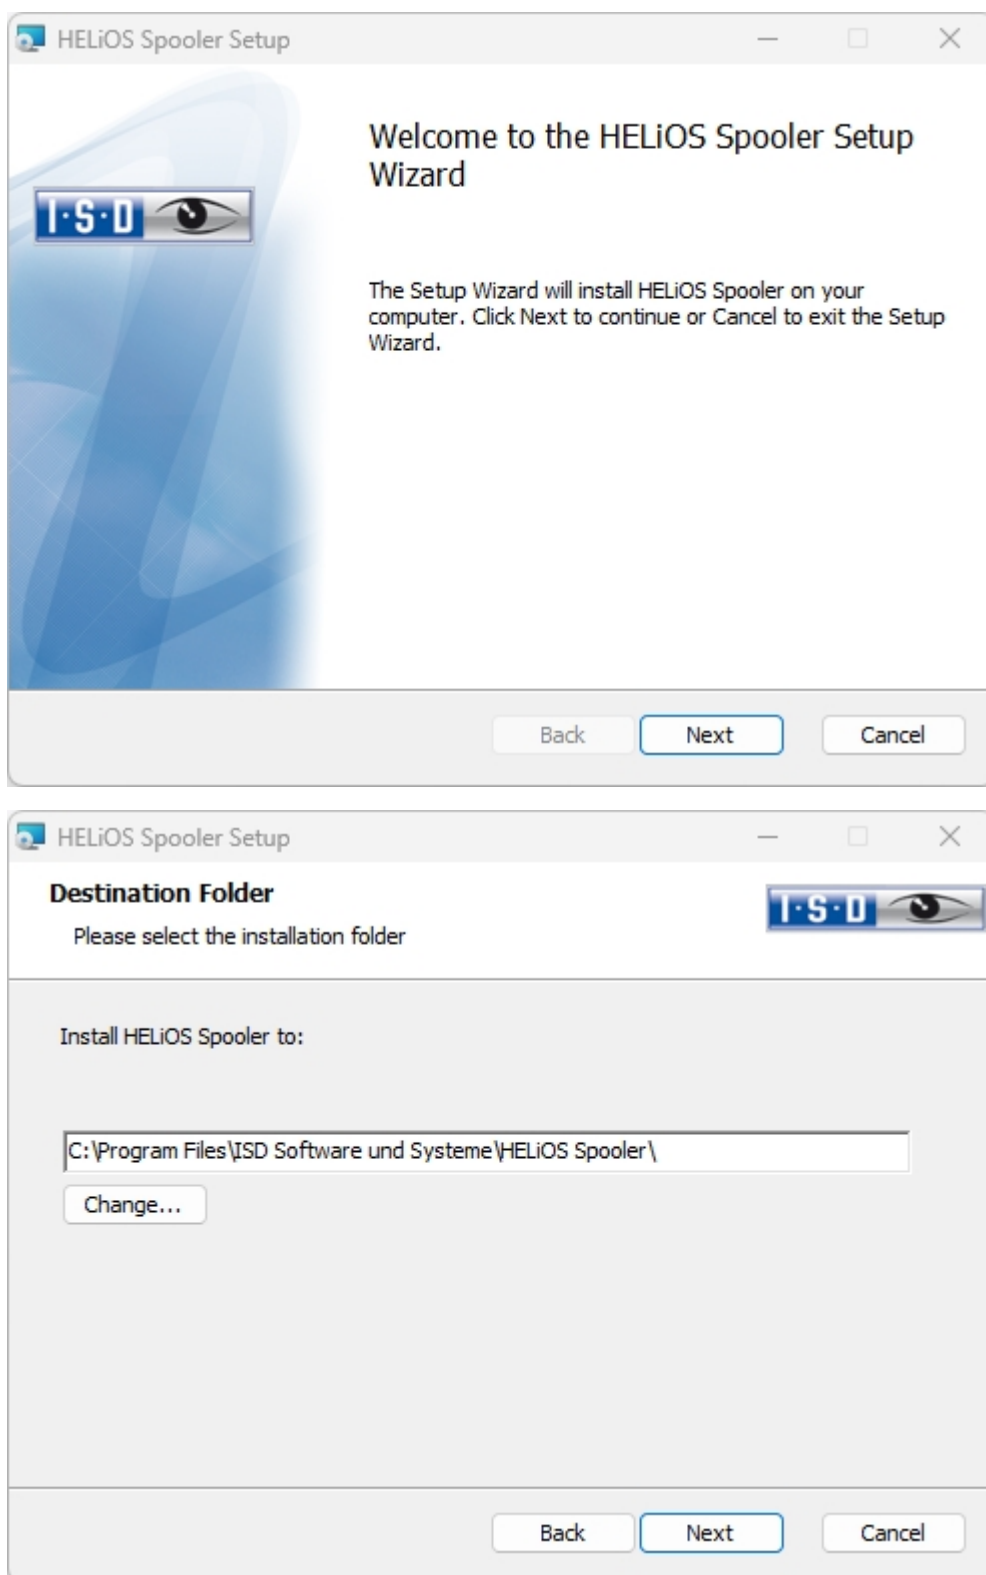 HELiOS Spooler Setup
Welcome to the HELiOS Spooler Setup
Wizard
I·S·D
The Setup Wizard will install HELiOS Spooler on your
computer. Click Next to continue or Cancel to exit the Setup
Wizard.
Back Next Cancel
HELiOS Spooler Setup
Destination Folder
I·S·D
Please select the installation folder
Install HELiOS Spooler to:
C:\Program Files\ISD Software und Systeme\HELiOS Spooler\
Change...
Back Next Cancel